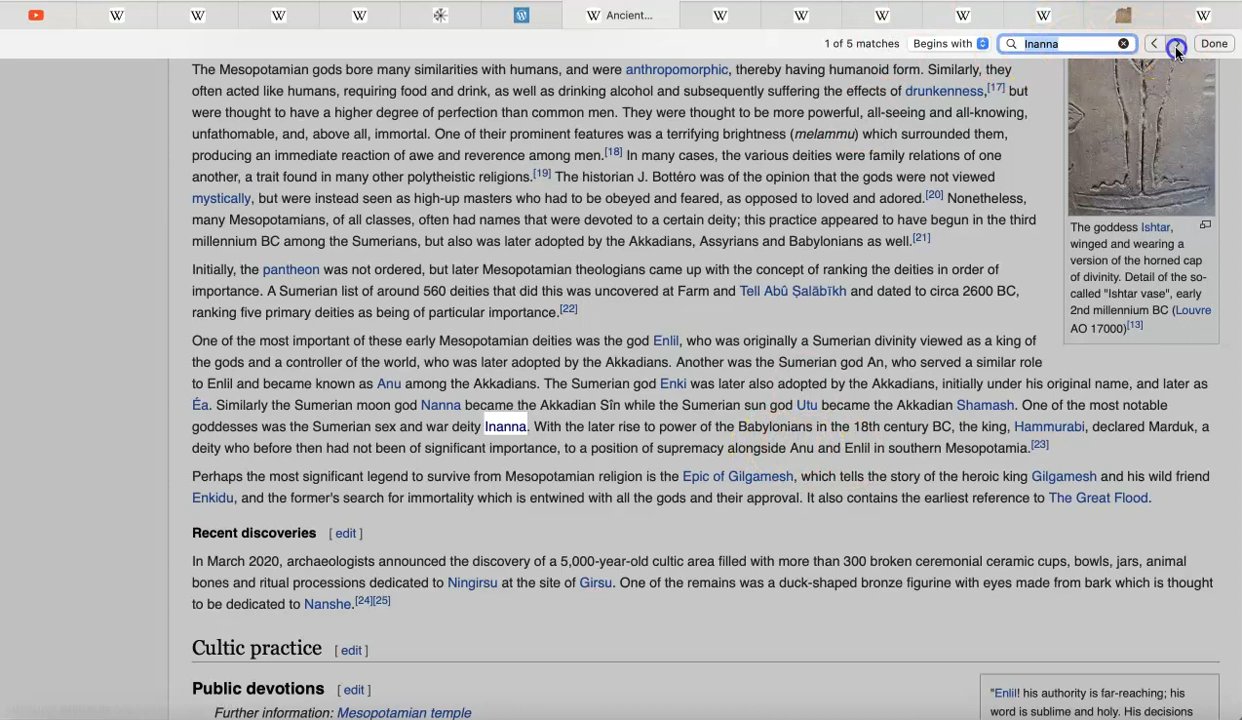 Ancient...
1 of 5 matches Begins with Inanna Done
The Mesopotamian gods bore many similarities with humans, and were anthropomorphic, thereby having humanoid form. Similarly, they
often acted like humans, requiring food and drink, as well as drinking alcohol and subsequently suffering the effects of drunkenness,[17] but
were thought to have a higher degree of perfection than common men. They were thought to be more powerful, all-seeing and all-knowing,
unfathomable, and, above all, immortal. One of their prominent features was a terrifying brightness (melammu) which surrounded them,
producing an immediate reaction of awe and reverence among men.[18] In many cases, the various deities were family relations of one
another, a trait found in many other polytheistic religions.[19] The historian J. Bottéro was of the opinion that the gods were not viewed
mystically, but were instead seen as high-up masters who had to be obeyed and feared, as opposed to loved and adored.[20] Nonetheless,
many Mesopotamians, of all classes, often had names that were devoted to a certain deity; this practice appeared to have begun in the third
millennium BC among the Sumerians, but also was later adopted by the Akkadians, Assyrians and Babylonians as well.[21]
Initially, the pantheon was not ordered, but later Mesopotamian theologians came up with the concept of ranking the deities in order of
importance. A Sumerian list of around 560 deities that did this was uncovered at Farm and Tell Abû Ṣalābīkh and dated to circa 2600 BC,
ranking five primary deities as being of particular importance.[22]
One of the most important of these early Mesopotamian deities was the god Enlil, who was originally a Sumerian divinity viewed as a king of
the gods and a controller of the world, who was later adopted by the Akkadians. Another was the Sumerian god An, who served a similar role
to Enlil and became known as Anu among the Akkadians. The Sumerian god Enki was later also adopted by the Akkadians, initially under his original name, and later as
Éa. Similarly the Sumerian moon god Nanna became the Akkadian Sîn while the Sumerian sun god Utu became the Akkadian Shamash. One of the most notable
goddesses was the Sumerian sex and war deity Inanna. With the later rise to power of the Babylonians in the 18th century BC, the king, Hammurabi, declared Marduk, a
deity who before then had not been of significant importance, to a position of supremacy alongside Anu and Enlil in southern Mesopotamia.[23]
Perhaps the most significant legend to survive from Mesopotamian religion is the Epic of Gilgamesh, which tells the story of the heroic king Gilgamesh and his wild friend
Enkidu, and the former's search for immortality which is entwined with all the gods and their approval. It also contains the earliest reference to The Great Flood.
Recent discoveries [ edit ]
In March 2020, archaeologists announced the discovery of a 5,000-year-old cultic area filled with more than 300 broken ceremonial ceramic cups, bowls, jars, animal
bones and ritual processions dedicated to Ningirsu at the site of Girsu. One of the remains was a duck-shaped bronze figurine with eyes made from bark which is thought
to be dedicated to Nanshe.[24][25]
Cultic practice [ edit ]
Public devotions [ edit ]
Further information: Mesopotamian temple
The goddess Ishtar,
winged and wearing a
version of the horned cap
of divinity. Detail of the so-
called "Ishtar vase", early
2nd millennium BC (Louvre
AO 17000)[13]
"Enlil! his authority is far-reaching; his
word is sublime and holy. His decisions